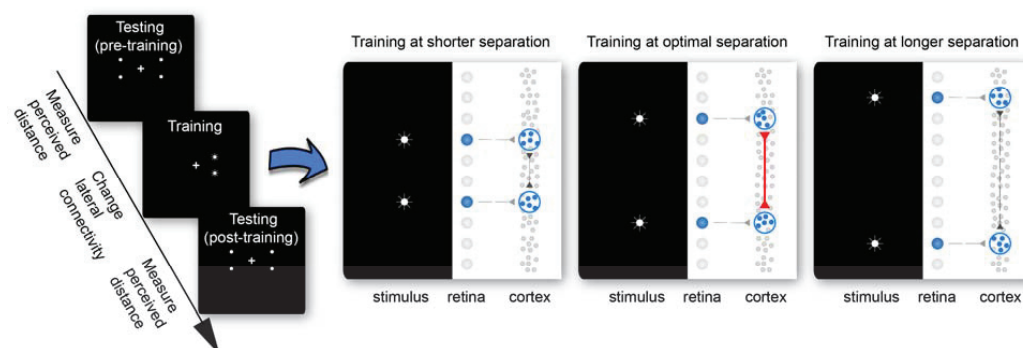 Testing
(pre-training)
Training
Testing
(post-training)
Measure
perceived
distance
Change
lateral
connectivity
Measure
perceived
distance
Training at shorter separation
stimulus retina cortex
Training at optimal separation
stimulus retina cortex
Training at longer separation
stimulus retina cortex